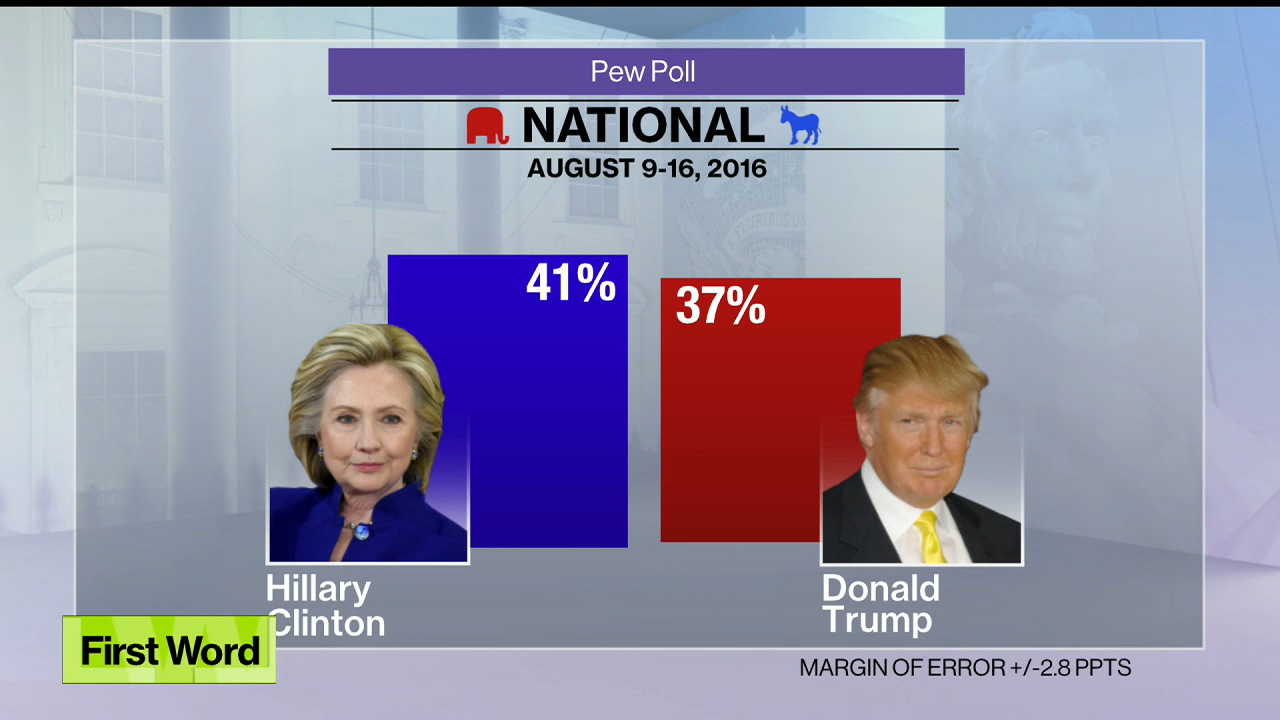 Pew Poll
NATIONAL
AUGUST 9-16, 2016
41%
37%
Hillary
Clinton
Donald
Trump
First Word
MARGIN OF ERROR +/-2.8 PPTS